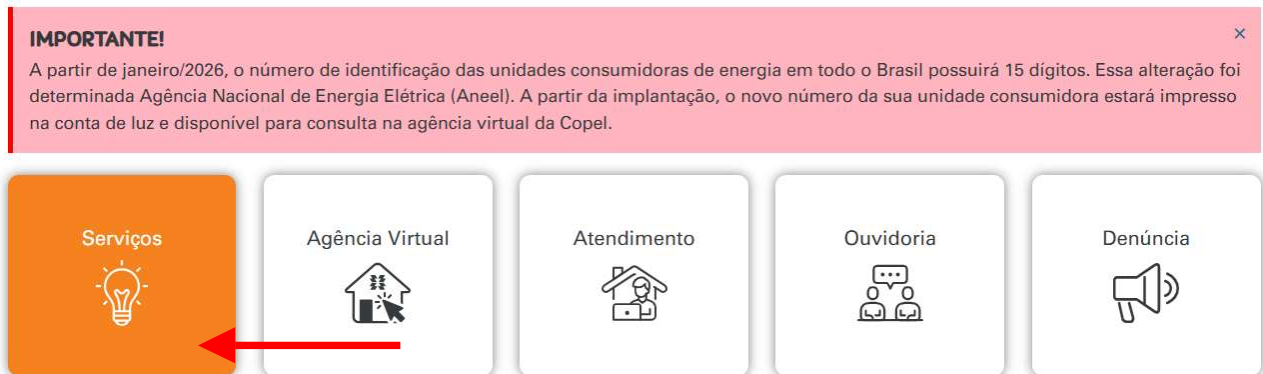 IMPORTANTE!
×
A partir de janeiro/2026, o número de identificação das unidades consumidoras de energia em todo o Brasil possuirá 15 dígitos. Essa alteração foi
determinada Agência Nacional de Energia Elétrica (Aneel). A partir da implantação, o novo número da sua unidade consumidora estará impresso
na conta de luz e disponível para consulta na agência virtual da Copel.
Serviços
Agência Virtual
Atendimento
Ouvidoria
Denúncia